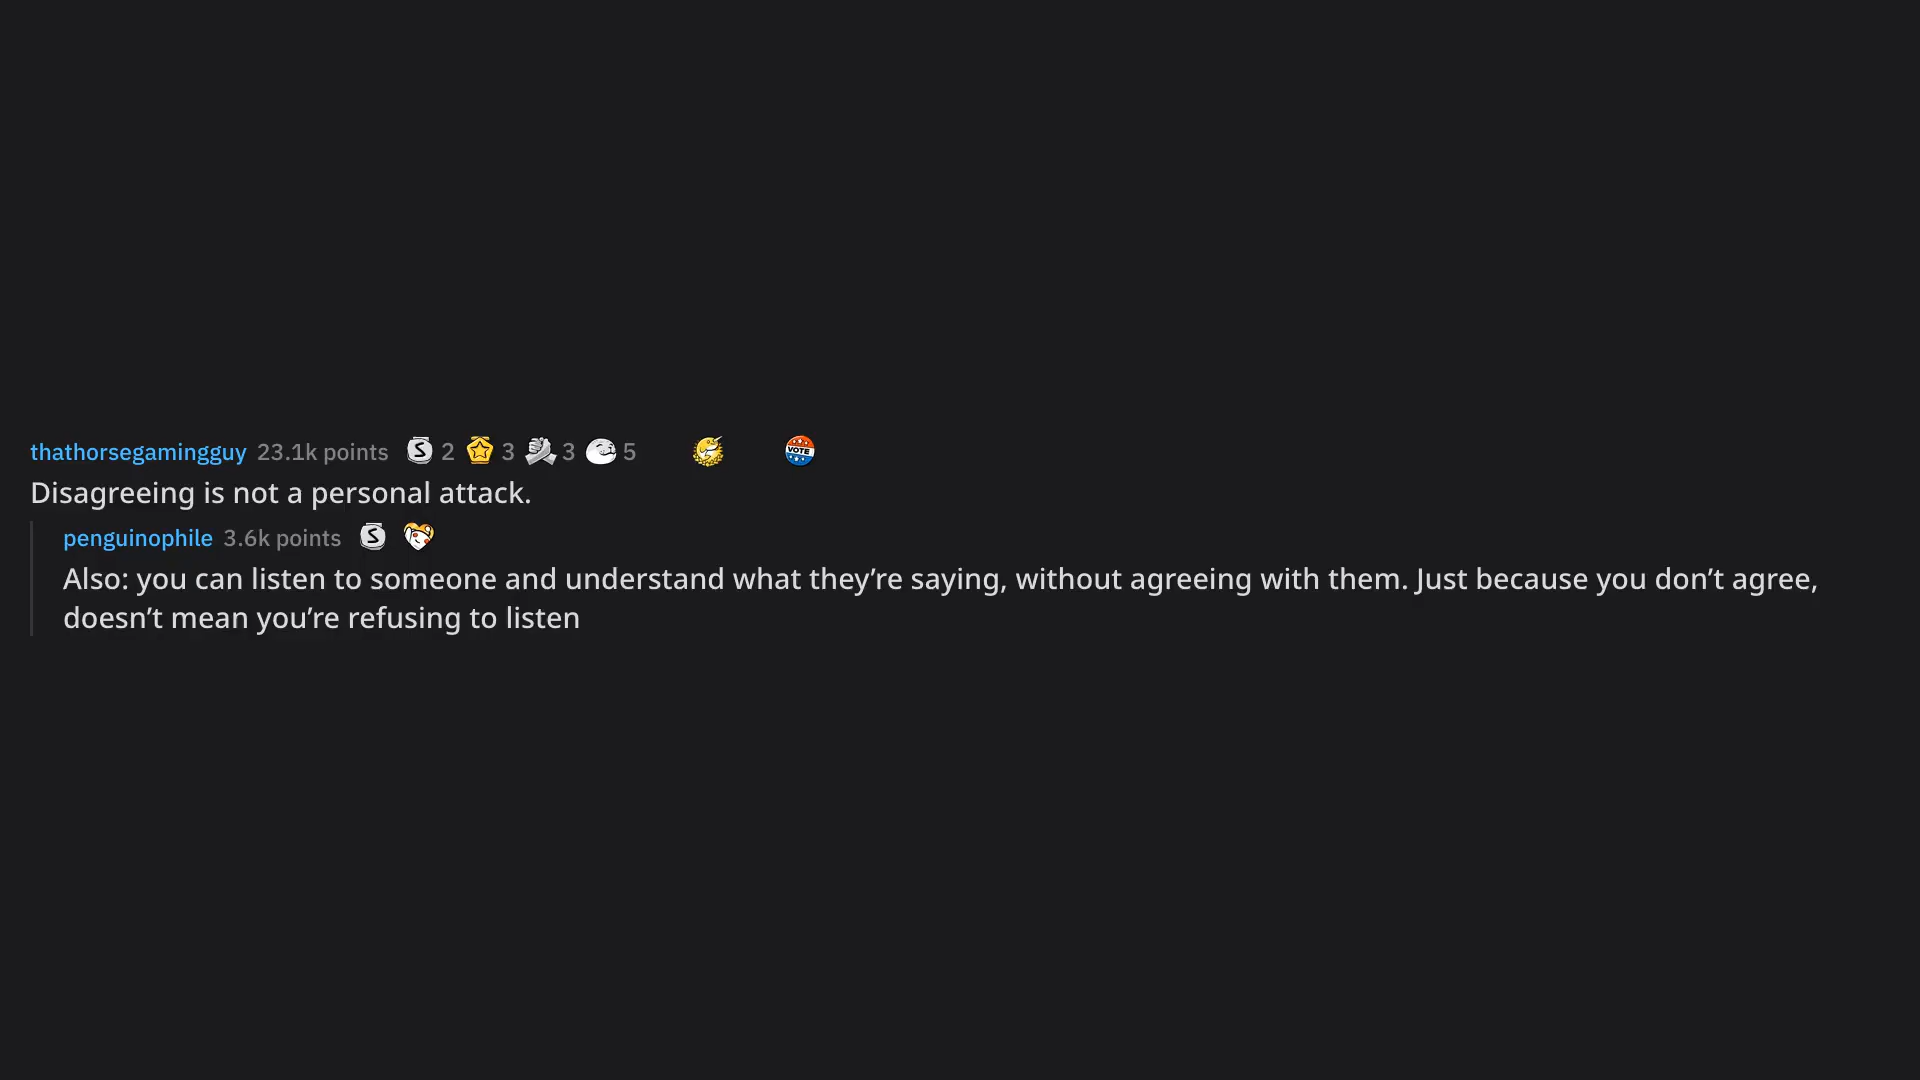 thathorsegamingguy 23.1k points S 2 3 3 5 VOTE
Disagreeing is not a personal attack.
penguinophile 3.6k points S
Also: you can listen to someone and understand what they’re saying, without agreeing with them. Just because you don’t agree,
doesn’t mean you’re refusing to listen